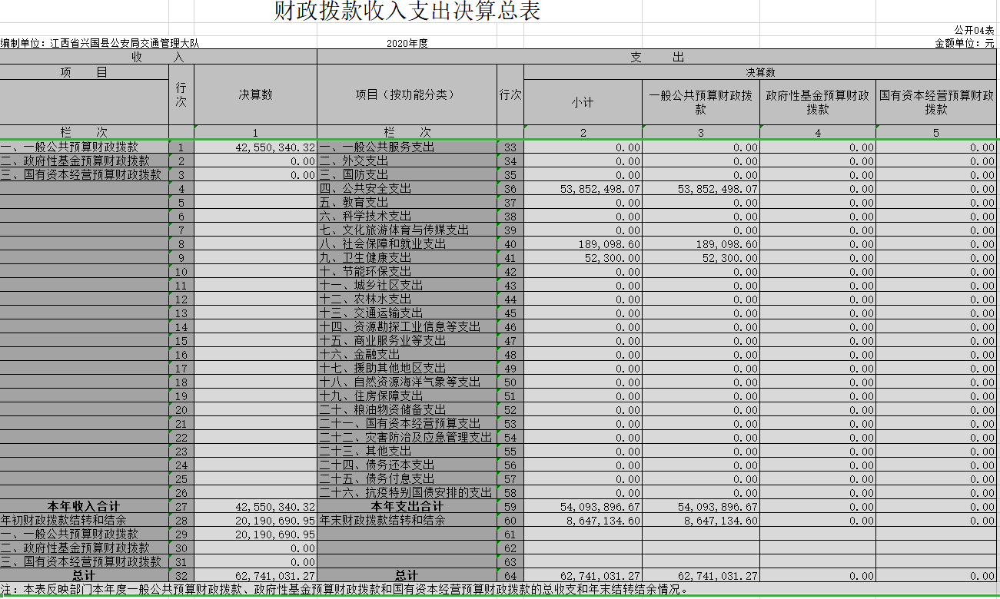 财政拨款收入支出决算总表
公开04表
编制单位：江西省兴国县公安局交通管理大队 2020年度 金额单位：元
收 入 支 出
项 目 行次 决算数 项目（按功能分类） 行次 决算数
小计 一般公共预算财政拨款 政府性基金预算财政拨款 国有资本经营预算财政拨款
栏 次 1 栏 次 2 3 4 5
一、一般公共预算财政拨款 1 42,550,340.32 一、一般公共服务支出 33 0.00 0.00 0.00 0.00
二、政府性基金预算财政拨款 2 0.00 二、外交支出 34 0.00 0.00 0.00 0.00
三、国有资本经营预算财政拨款 3 0.00 三、国防支出 35 0.00 0.00 0.00 0.00
4 四、公共安全支出 36 53,852,498.07 53,852,498.07 0.00 0.00
5 五、教育支出 37 0.00 0.00 0.00 0.00
6 六、科学技术支出 38 0.00 0.00 0.00 0.00
7 七、文化旅游体育与传媒支出 39 0.00 0.00 0.00 0.00
8 八、社会保障和就业支出 40 189,098.60 189,098.60 0.00 0.00
9 九、卫生健康支出 41 52,300.00 52,300.00 0.00 0.00
10 十、节能环保支出 42 0.00 0.00 0.00 0.00
11 十一、城乡社区支出 43 0.00 0.00 0.00 0.00
12 十二、农林水支出 44 0.00 0.00 0.00 0.00
13 十三、交通运输支出 45 0.00 0.00 0.00 0.00
14 十四、资源勘探工业信息等支出 46 0.00 0.00 0.00 0.00
15 十五、商业服务业等支出 47 0.00 0.00 0.00 0.00
16 十六、金融支出 48 0.00 0.00 0.00 0.00
17 十七、援助其他地区支出 49 0.00 0.00 0.00 0.00
18 十八、自然资源海洋气象等支出 50 0.00 0.00 0.00 0.00
19 十九、住房保障支出 51 0.00 0.00 0.00 0.00
20 二十、粮油物资储备支出 52 0.00 0.00 0.00 0.00
21 二十一、国有资本经营预算支出 53 0.00 0.00 0.00 0.00
22 二十二、灾害防治及应急管理支出 54 0.00 0.00 0.00 0.00
23 二十三、其他支出 55 0.00 0.00 0.00 0.00
24 二十四、债务还本支出 56 0.00 0.00 0.00 0.00
25 二十五、债务付息支出 57 0.00 0.00 0.00 0.00
26 二十六、抗疫特别国债安排的支出 58 0.00 0.00 0.00 0.00
本年收入合计 27 42,550,340.32 本年支出合计 59 54,093,896.67 54,093,896.67 0.00 0.00
年初财政拨款结转和结余 28 20,190,690.95 年末财政拨款结转和结余 60 8,647,134.60 8,647,134.60 0.00 0.00
一、一般公共预算财政拨款 29 20,190,690.95 61
二、政府性基金预算财政拨款 30 0.00 62
三、国有资本经营预算财政拨款 31 0.00 63
总计 32 62,741,031.27 总计 64 62,741,031.27 62,741,031.27 0.00 0.00
注：本表反映部门本年度一般公共预算财政拨款、政府性基金预算财政拨款和国有资本经营预算财政拨款的总收支和年末结转结余情况。